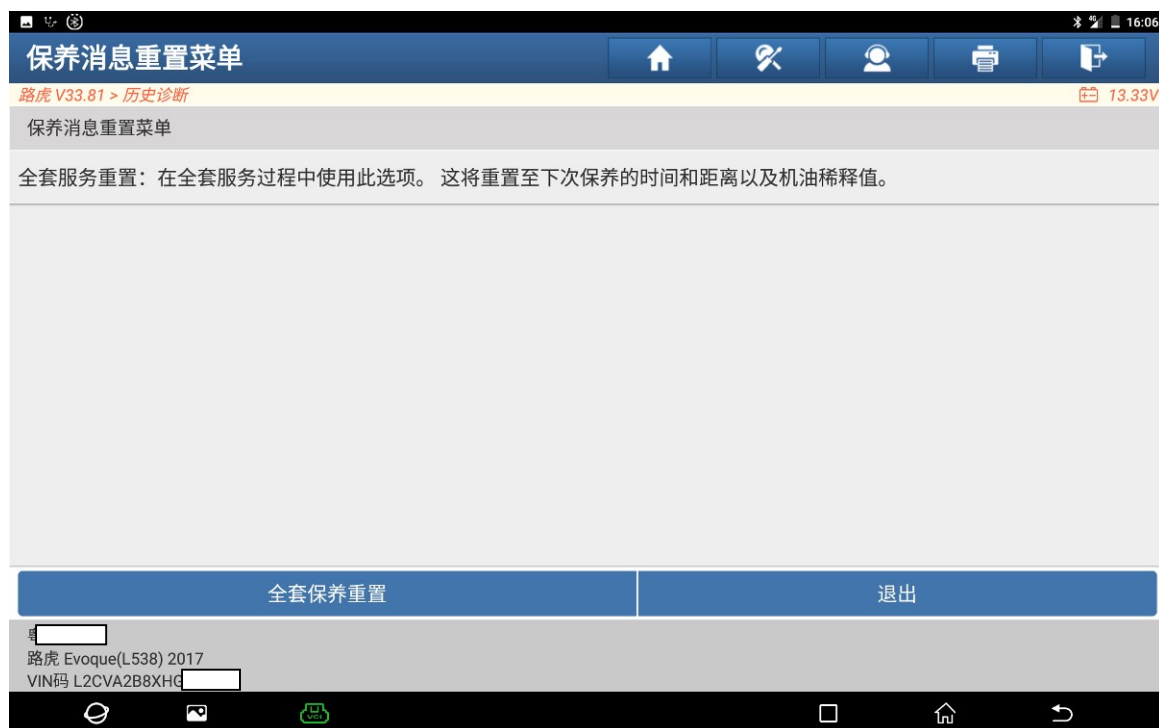 4G 16:06
保养消息重置菜单
路虎 V33.81 > 历史诊断 13.33V
保养消息重置菜单
全套服务重置：在全套服务过程中使用此选项。 这将重置至下次保养的时间和距离以及机油稀释值。
全套保养重置 退出
路虎 Evoque(L538) 2017
VIN码 L2CVA2B8XHG
VCI